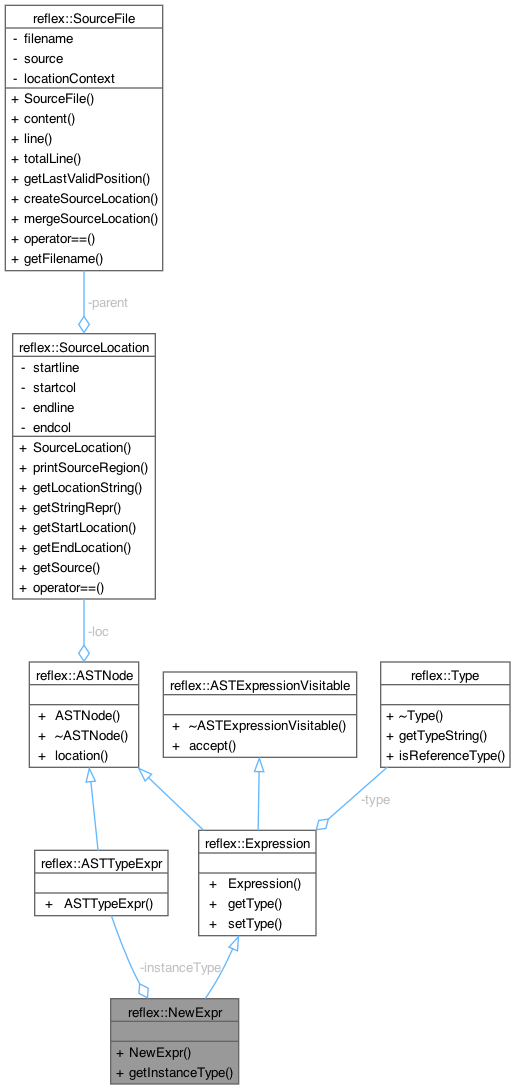 reflex::SourceFile
- filename
- source
- locationContext
+ SourceFile()
+ content()
+ line()
+ totalLine()
+ getLastValidPosition()
+ createSourceLocation()
+ mergeSourceLocation()
+ operator==()
+ getFilename()
-parent
reflex::SourceLocation
- startline
- startcol
- endline
- endcol
+ SourceLocation()
+ printSourceRegion()
+ getLocationString()
+ getStringRepr()
+ getStartLocation()
+ getEndLocation()
+ getSource()
+ operator==()
-loc
reflex::ASTNode
+ ASTNode()
+ ~ASTNode()
+ location()
reflex::ASTExpressionVisitable
+ ~ASTExpressionVisitable()
+ accept()
reflex::Type
+ ~Type()
+ getTypeString()
+ isReferenceType()
-type
reflex::ASTTypeExpr
+ ASTTypeExpr()
reflex::Expression
+ Expression()
+ getType()
+ setType()
-instanceType
reflex::NewExpr
+ NewExpr()
+ getInstanceType()